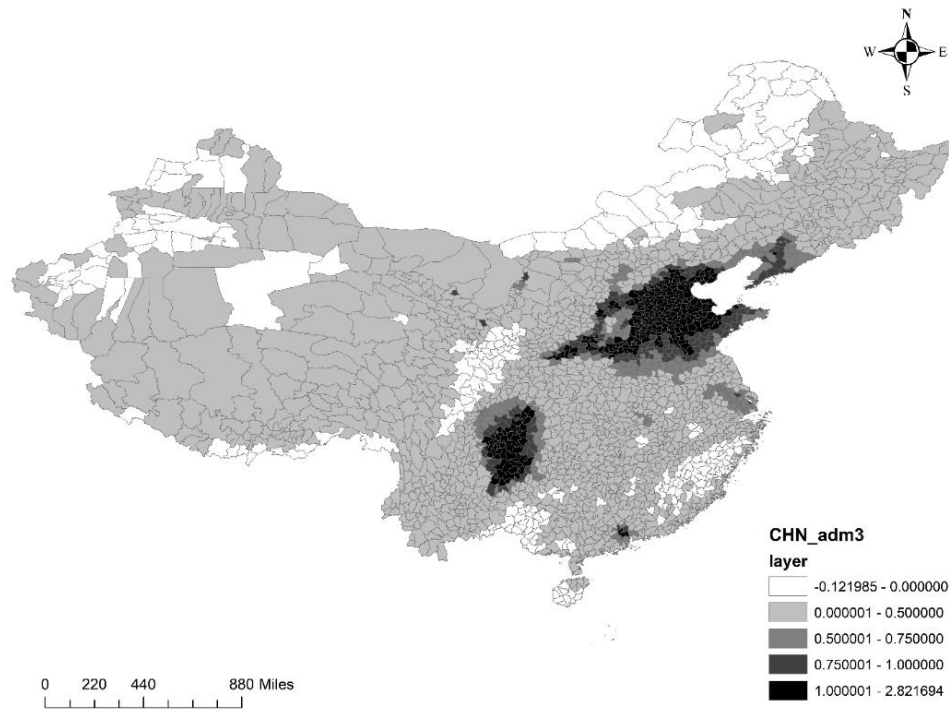 N
W E
S
CHN_adm3
layer
-0.121985 - 0.000000
0.000001 - 0.500000
0.500001 - 0.750000
0.750001 - 1.000000
1.000001 - 2.821694
0 220 440 880 Miles